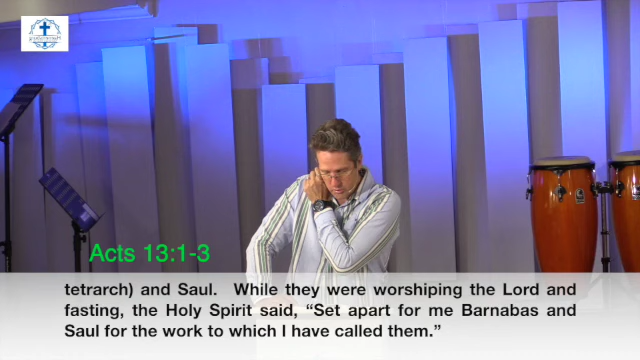 Acts 13:1-3
tetrarch) and Saul. While they were worshiping the Lord and
fasting, the Holy Spirit said, “Set apart for me Barnabas and
Saul for the work to which I have called them.”